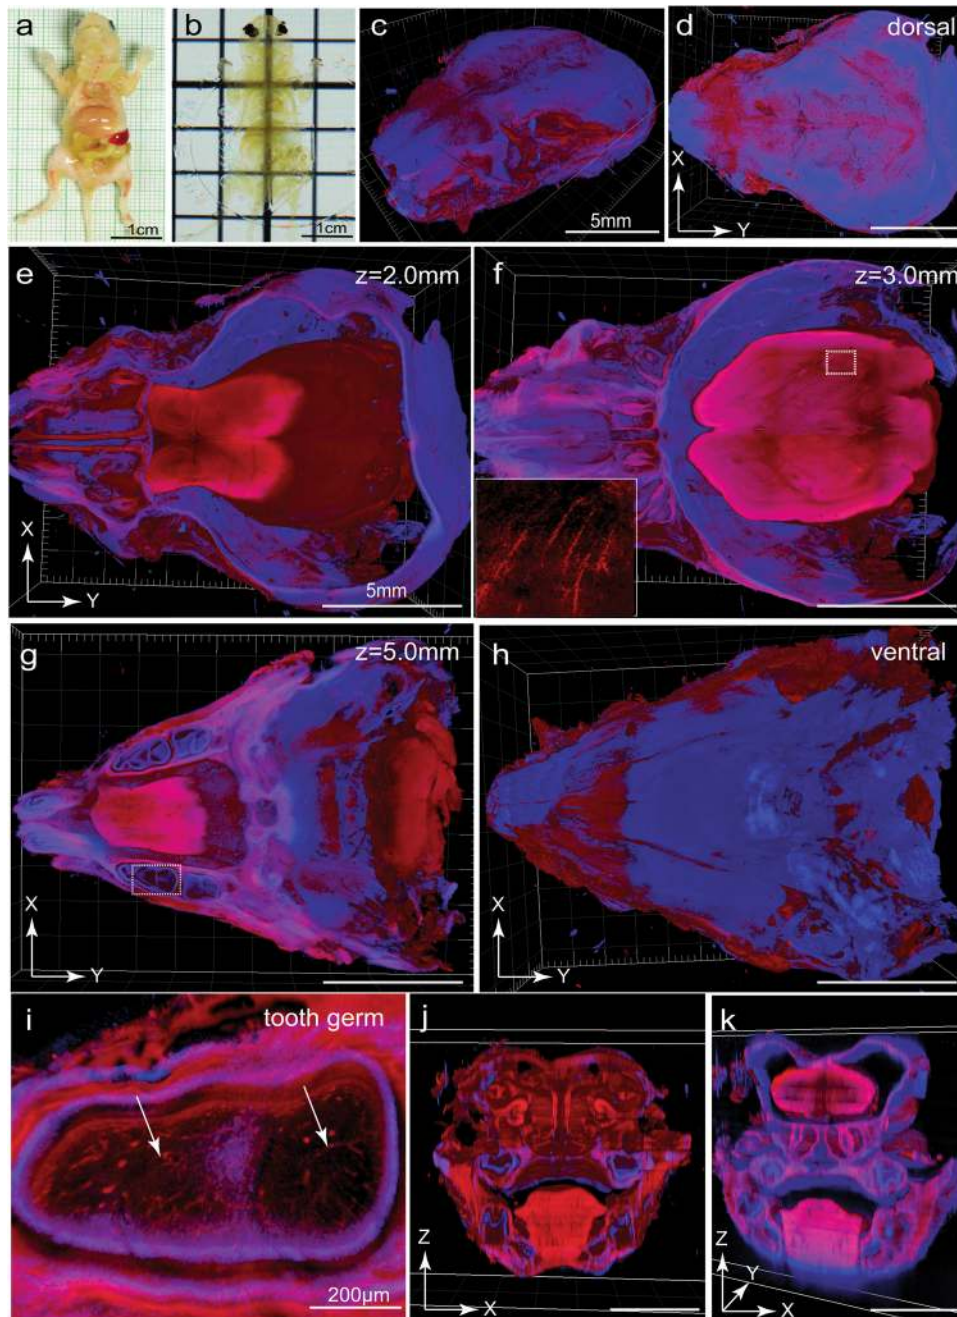 a
1cm
b
1cm
c
5mm
d
dorsal
X
Y
e
z=2.0mm
X
Y
5mm
f
z=3.0mm
g
z=5.0mm
X
Y
h
ventral
X
Y
i
tooth germ
200μm
j
Z
X
k
Z
Y
X